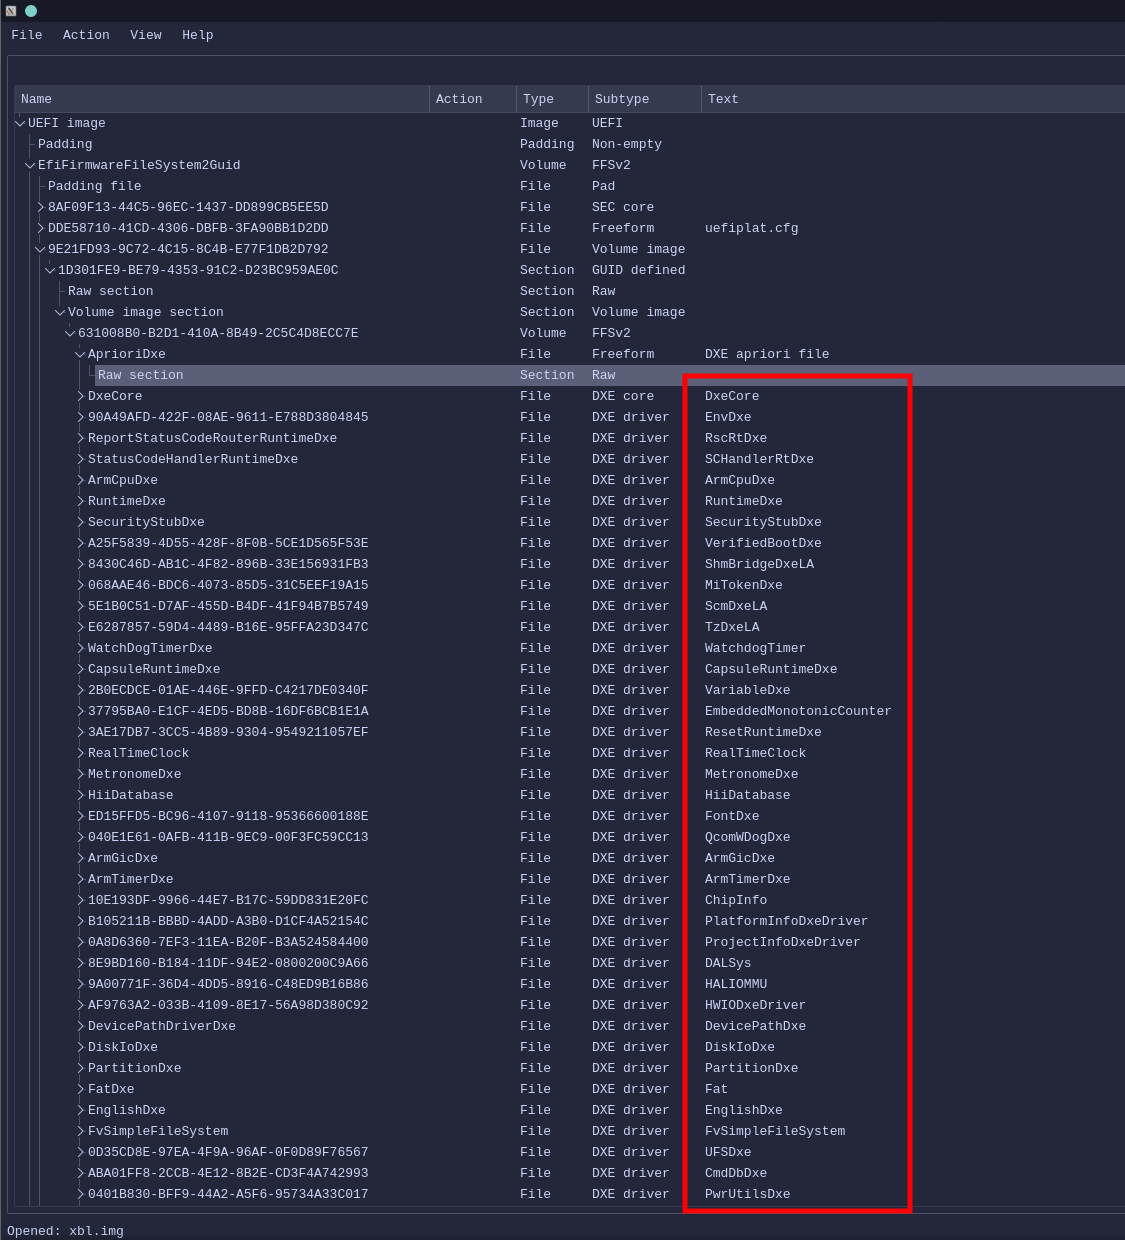 File Action View Help
Name Action Type Subtype Text
UEFI image Image UEFI
Padding Padding Non-empty
EfiFirmwareFileSystem2Guid Volume FFSv2
Padding file File Pad
8AF09F13-44C5-96EC-1437-DD899CB5EE5D File SEC core
DDE58710-41CD-4306-DBFB-3FA90BB1D2DD File Freeform uefiplat.cfg
9E21FD93-9C72-4C15-8C4B-E77F1DB2D792 File Volume image
1D301FE9-BE79-4353-91C2-D23BC959AE0C Section GUID defined
Raw section Section Raw
Volume image section Section Volume image
631008B0-B2D1-410A-8B49-2C5C4D8ECC7E Volume FFSv2
AprioriDxe File Freeform DXE apriori file
Raw section Section Raw
DxeCore File DXE core DxeCore
90A49AFD-422F-08AE-9611-E788D3804845 File DXE driver EnvDxe
ReportStatusCodeRouterRuntimeDxe File DXE driver RscRtDxe
StatusCodeHandlerRuntimeDxe File DXE driver SCHandlerRtDxe
ArmCpuDxe File DXE driver ArmCpuDxe
RuntimeDxe File DXE driver RuntimeDxe
SecurityStubDxe File DXE driver SecurityStubDxe
A25F5839-4D55-428F-8F0B-5CE1D565F53E File DXE driver VerifiedBootDxe
8430C46D-AB1C-4F82-896B-33E156931FB3 File DXE driver ShmBridgeDxeLA
068AAE46-BDC6-4073-85D5-31C5EEF19A15 File DXE driver MiTokenDxe
5E1B0C51-D7AF-455D-B4DF-41F94B7B5749 File DXE driver ScmDxeLA
E6287857-59D4-4489-B16E-95FFA23D347C File DXE driver TzDxeLA
WatchDogTimerDxe File DXE driver WatchdogTimer
CapsuleRuntimeDxe File DXE driver CapsuleRuntimeDxe
2B0ECDCE-01AE-446E-9FFD-C4217DE0340F File DXE driver VariableDxe
37795BA0-E1CF-4ED5-BD8B-16DF6BCB1E1A File DXE driver EmbeddedMonotonicCounter
3AE17DB7-3CC5-4B89-9304-9549211057EF File DXE driver ResetRuntimeDxe
RealTimeClock File DXE driver RealTimeClock
MetronomeDxe File DXE driver MetronomeDxe
HiiDatabase File DXE driver HiiDatabase
ED15FFD5-BC96-4107-9118-95366600188E File DXE driver FontDxe
040E1E61-0AFB-411B-9EC9-00F3FC59CC13 File DXE driver QcomWDogDxe
ArmGicDxe File DXE driver ArmGicDxe
ArmTimerDxe File DXE driver ArmTimerDxe
10E193DF-9966-44E7-B17C-59DD831E20FC File DXE driver ChipInfo
B105211B-BBBD-4ADD-A3B0-D1CF4A52154C File DXE driver PlatformInfoDxeDriver
0A8D6360-7EF3-11EA-B20F-B3A524584400 File DXE driver ProjectInfoDxeDriver
8E9BD160-B184-11DF-94E2-0800200C9A66 File DXE driver DALSys
9A00771F-36D4-4DD5-8916-C48ED9B16B86 File DXE driver HALIOMMU
AF9763A2-033B-4109-8E17-56A98D380C92 File DXE driver HWIODxeDriver
DevicePathDriverDxe File DXE driver DevicePathDxe
DiskIoDxe File DXE driver DiskIoDxe
PartitionDxe File DXE driver PartitionDxe
FatDxe File DXE driver Fat
EnglishDxe File DXE driver EnglishDxe
FvSimpleFileSystem File DXE driver FvSimpleFileSystem
0D35CD8E-97EA-4F9A-96AF-0F0D89F76567 File DXE driver UFSDxe
ABA01FF8-2CCB-4E12-8B2E-CD3F4A742993 File DXE driver CmdDbDxe
0401B830-BFF9-44A2-A5F6-95734A33C017 File DXE driver PwrUtilsDxe
Opened: xbl.img